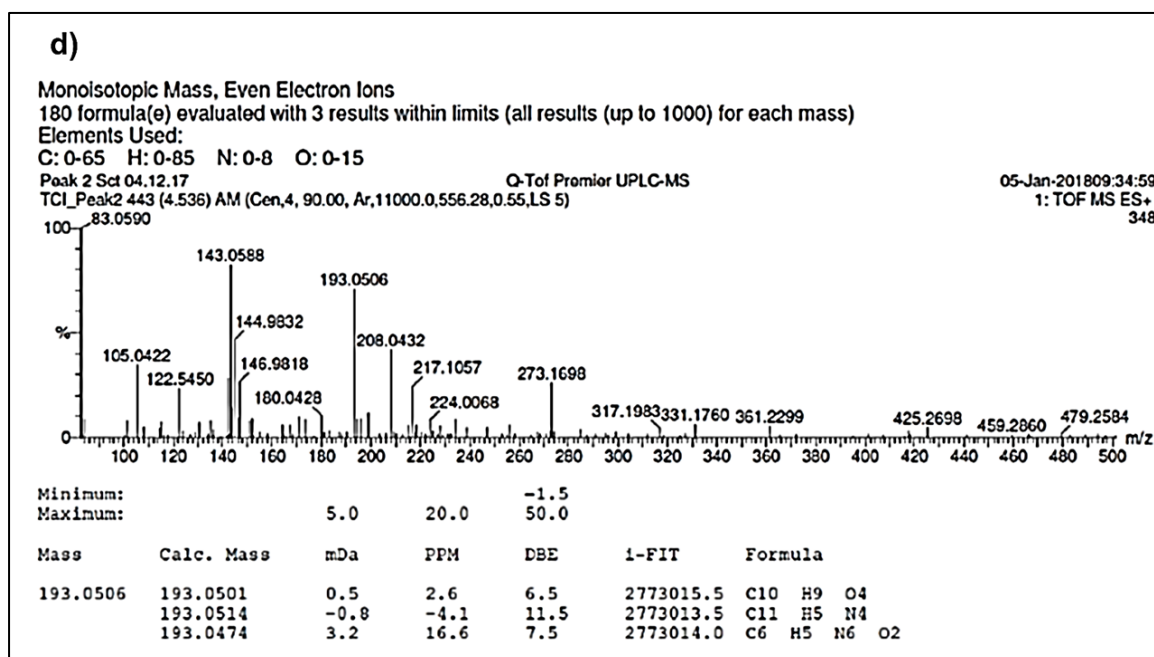 d)
Monoisotopic Mass, Even Electron Ions
180 formula(e) evaluated with 3 results within limits (all results (up to 1000) for each mass)
Elements Used:
C: 0-65 H: 0-85 N: 0-8 O: 0-15
Peak 2 Sct 04.12.17 Q-Tof Promior UPLC-MS 05-Jan-201809:34:59
TCI_Peak2 443 (4.536) AM (Cen,4, 90.00, Ar,11000.0,556.28,0.55,LS 5) 1: TOF MS ES+
348
100 83.0590
143.0588
193.0506
% 144.9832
208.0432
105.0422
146.9818 217.1057 273.1698
122.5450
180.0428 224.0068
317.1983 331.1760 361.2299 425.2698 459.2860 479.2584
0 m/z
100 120 140 160 180 200 220 240 260 280 300 320 340 360 380 400 420 440 460 480 500
Minimum: -1.5
Maximum: 5.0 20.0 50.0
Mass Calc. Mass mDa PPM DBE i-FIT Formula
193.0506 193.0501 0.5 2.6 6.5 2773015.5 C10 H9 O4
193.0514 -0.8 -4.1 11.5 2773013.5 C11 H5 N4
193.0474 3.2 16.6 7.5 2773014.0 C6 H5 N6 O2